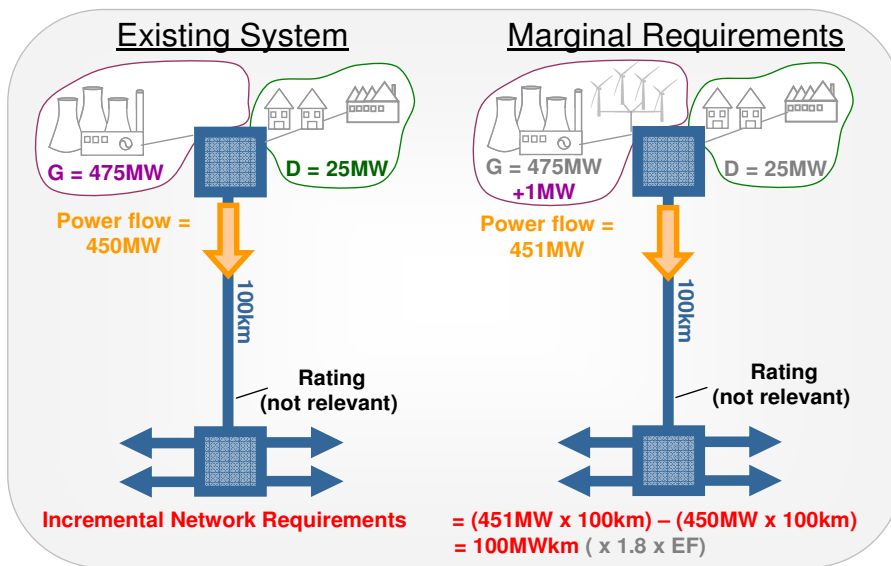 Existing System
G = 475MW
D = 25MW
Power flow =
450MW
100km
Rating
(not relevant)
Incremental Network Requirements
Marginal Requirements
G = 475MW
+1MW
D = 25MW
Power flow =
451MW
100km
Rating
(not relevant)
= (451MW x 100km) – (450MW x 100km)
= 100MWkm ( x 1.8 x EF)